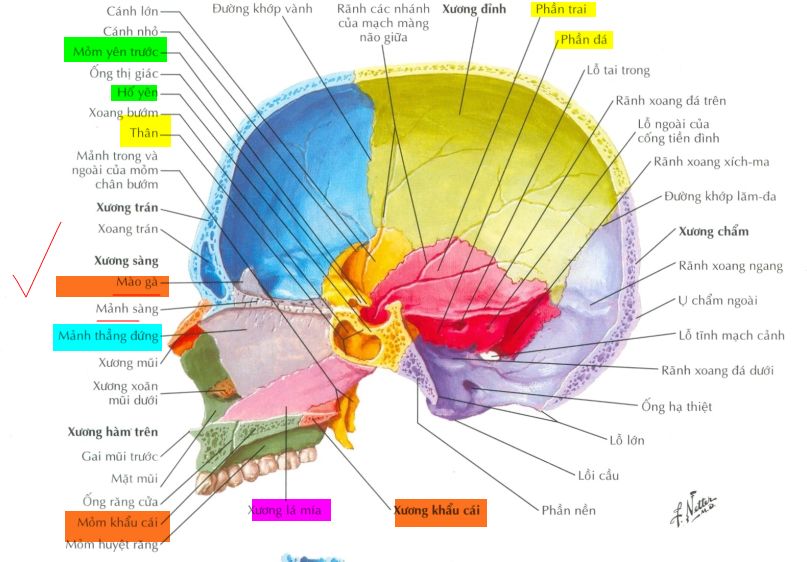 Cánh lớn
Cánh nhỏ
Mỏm yên trước
Ống thị giác
Hố yên
Xoang bướm
Thân
Mảnh trong và
ngoài của mỏm
chân bướm
Xương trán
Xoang trán
Xương sàng
Mào gà
Mảnh sàng
Mảnh thẳng đứng
Xương mũi
Xương xoăn
mũi dưới
Xương hàm trên
Gai mũi trước
Mặt mũi
Ống răng cửa
Mỏm khẩu cái
Mỏm huyệt răng
Đường khớp vành
Rãnh các nhánh
của mạch màng
não giữa
Xương đỉnh
Phần trai
Phần đá
Lỗ tai trong
Rãnh xoang đá trên
Lỗ ngoài của
cống tiền đình
Rãnh xoang xích-ma
Đường khớp lăm-đa
Xương chẩm
Rãnh xoang ngang
Ụ chẩm ngoài
Lỗ tĩnh mạch cảnh
Rãnh xoang đá dưới
Ống hạ thiệt
Lỗ lớn
Lồi cầu
Phần nền
Xương khẩu cái
Xương lá mía
F. Netter
M.D.